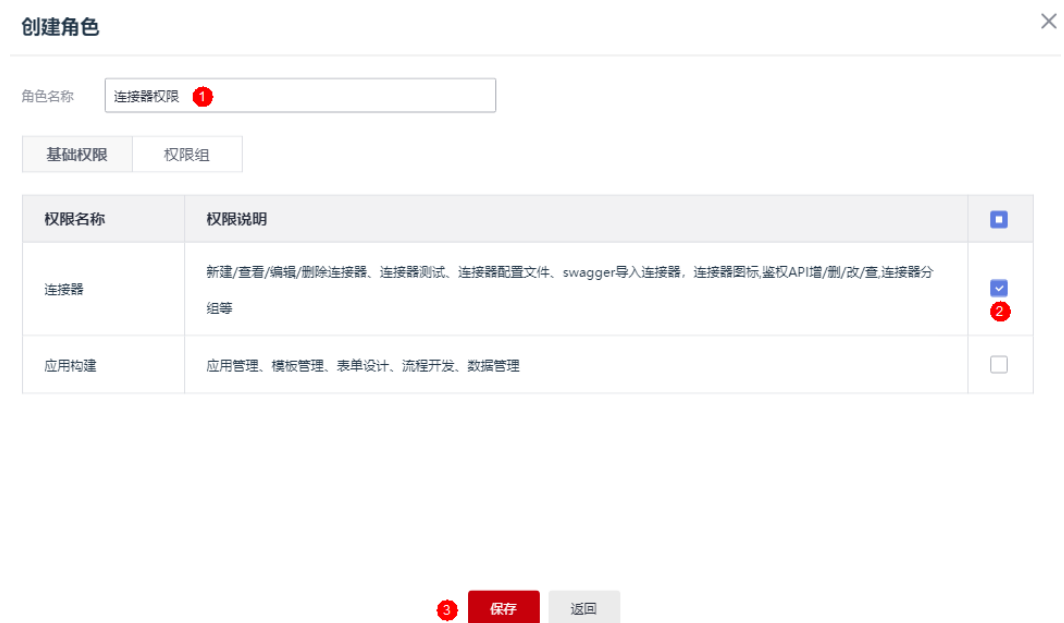 创建角色
角色名称 连接器权限 1
基础权限 权限组
权限名称 权限说明
连接器 新建/查看/编辑/删除连接器、连接器测试、连接器配置文件、swagger导入连接器，连接器图标,鉴权API增/删/改/查,连接器分
组等
2
应用构建 应用管理、模板管理、表单设计、流程开发、数据管理
3 保存 返回